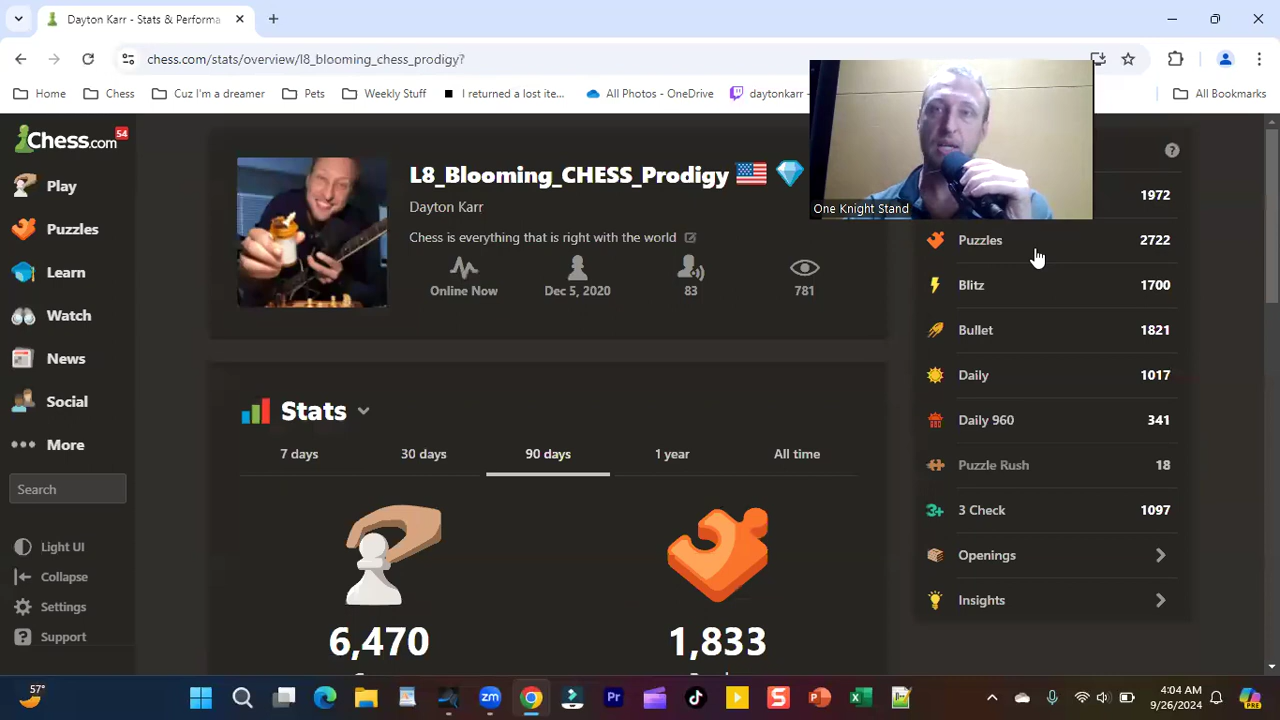 Dayton Karr - Stats & Performa
chess.com/stats/overview/l8_blooming_chess_prodigy?
Home
Chess
Cuz I'm a dreamer
Pets
Weekly Stuff
I returned a lost ite...
All Photos - OneDrive
daytonkarr -
All Bookmarks
Chess.com
54
Play
Puzzles
Learn
Watch
News
Social
More
Search
Light UI
Collapse
Settings
Support
L8_Blooming_CHESS_Prodigy
Dayton Karr
Chess is everything that is right with the world
Online Now
Dec 5, 2020
83
781
Stats
7 days
30 days
90 days
1 year
All time
6,470
1,833
One Knight Stand
1972
Puzzles 2722
Blitz 1700
Bullet 1821
Daily 1017
Daily 960 341
Puzzle Rush 18
3+ 3 Check 1097
Openings
Insights
57°
zm
Pr
S
4:04 AM
9/26/2024
PRE